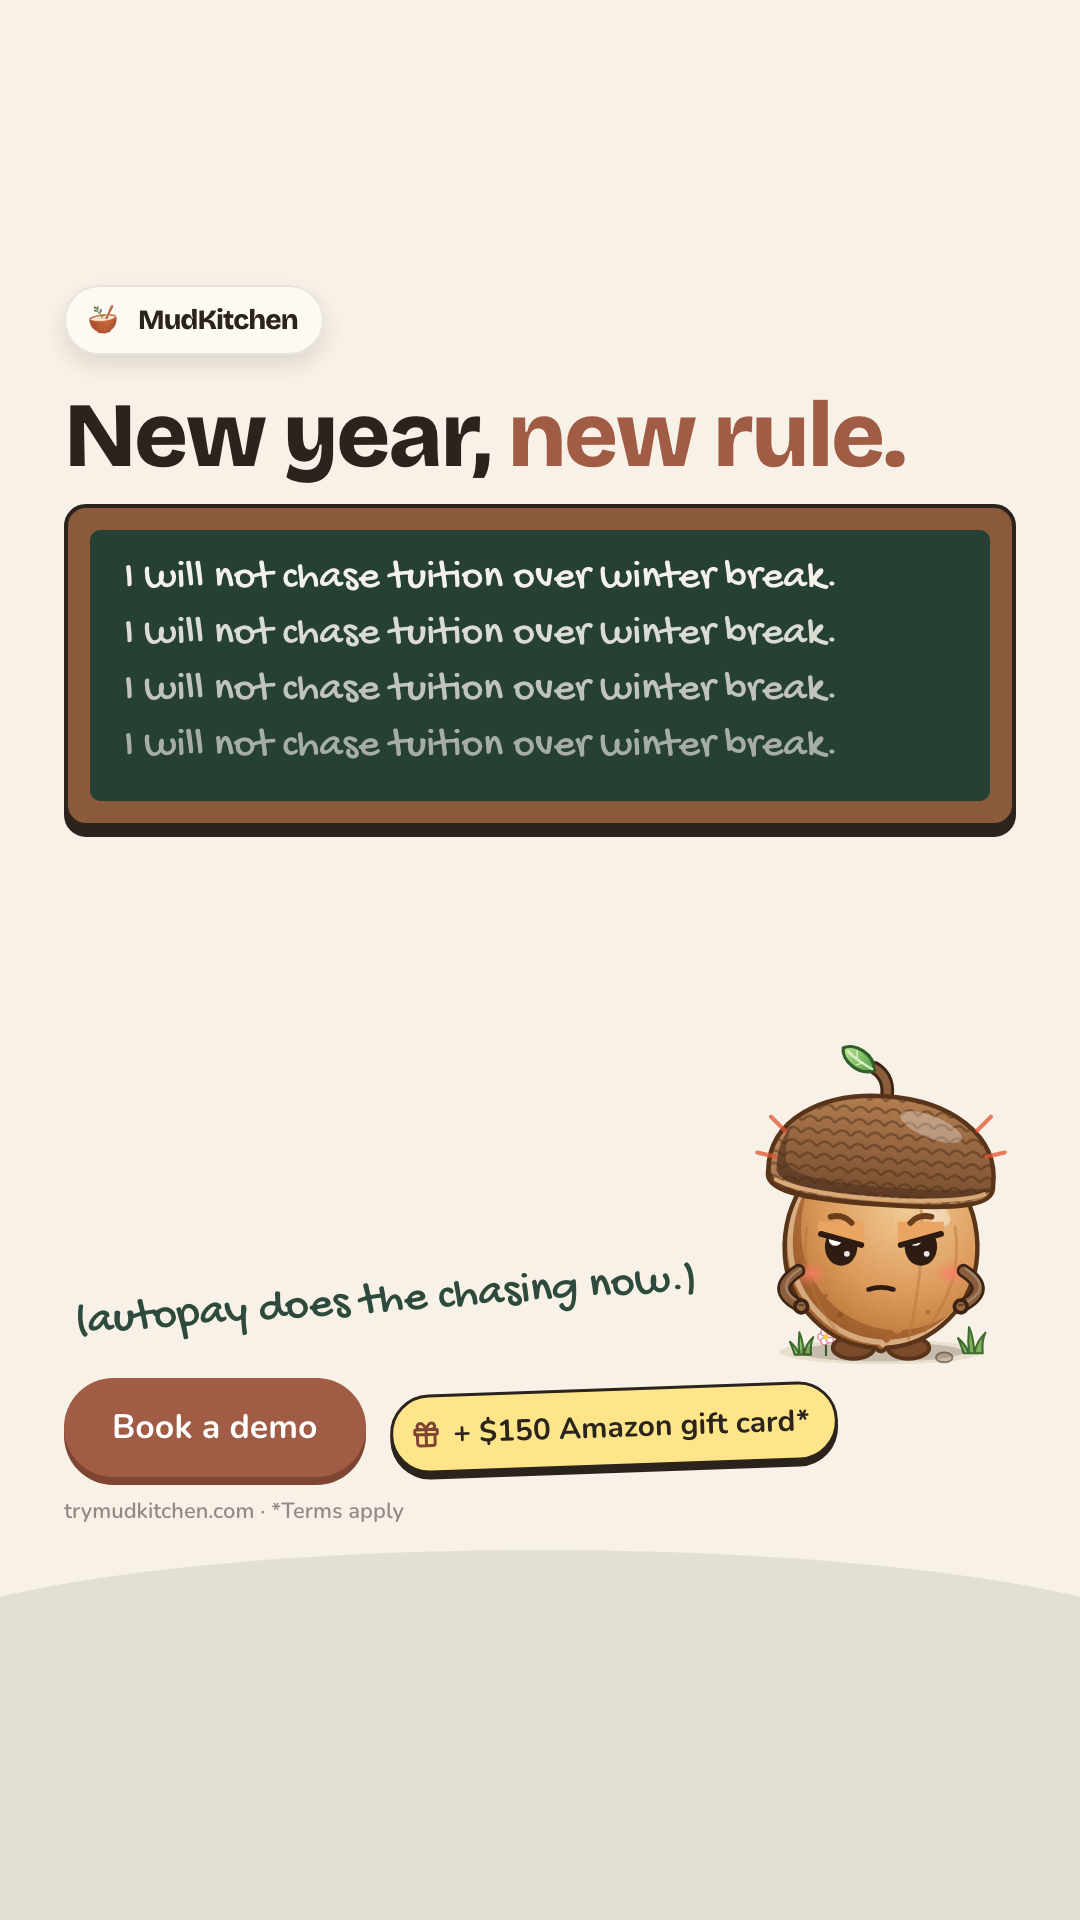 MudKitchen
New year, new rule.
I will not chase tuition over winter break.
I will not chase tuition over winter break.
I will not chase tuition over winter break.
I will not chase tuition over winter break.
(autopay does the chasing now.)
Book a demo
+ $150 Amazon gift card*
trymudkitchen.com · *Terms apply